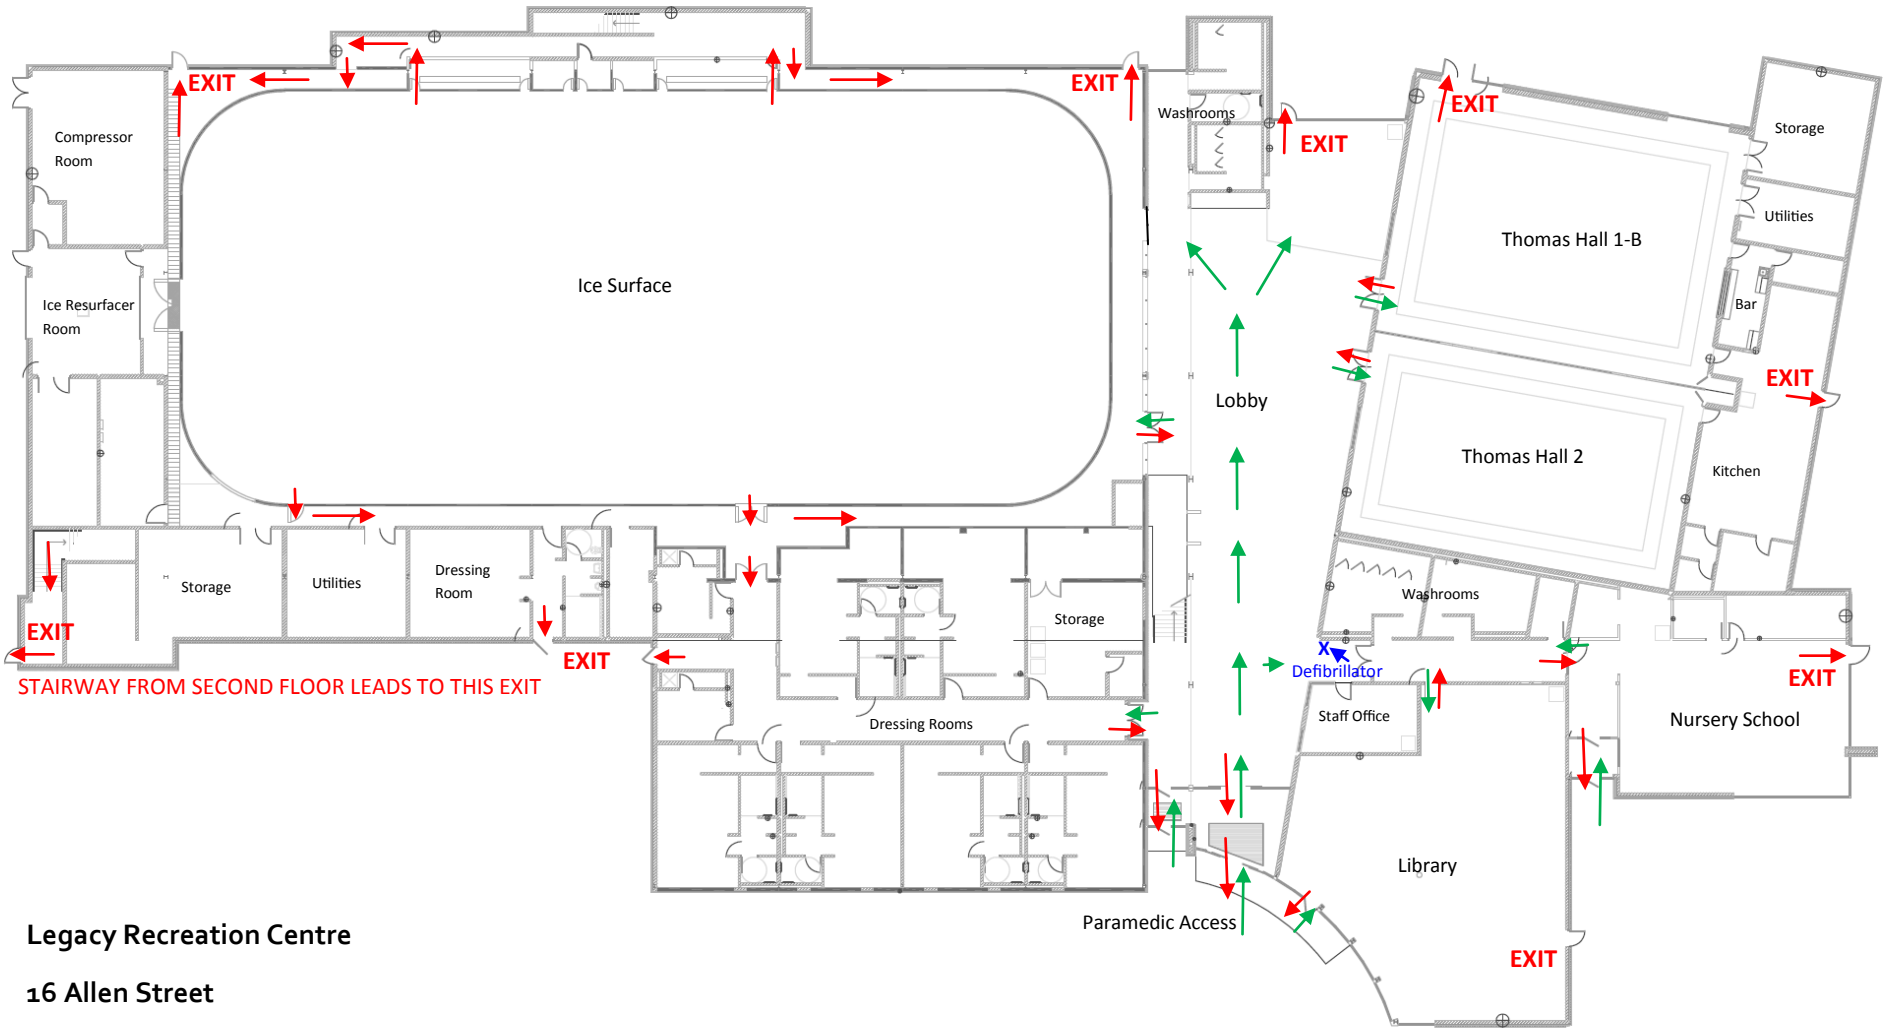 EXIT
EXIT
EXIT
EXIT
Washrooms
Compressor
Room
Storage
Utilities
Thomas Hall 1-B
Ice Surface
Ice Resurfacer
Room
Bar
EXIT
Lobby
Thomas Hall 2
Kitchen
Dressing
Room
Storage
Utilities
Washrooms
Storage
EXIT
EXIT
X
Defibrillator
EXIT
STAIRWAY FROM SECOND FLOOR LEADS TO THIS EXIT
Staff Office
Dressing Rooms
Nursery School
Library
Paramedic Access
EXIT
Legacy Recreation Centre
16 Allen Street